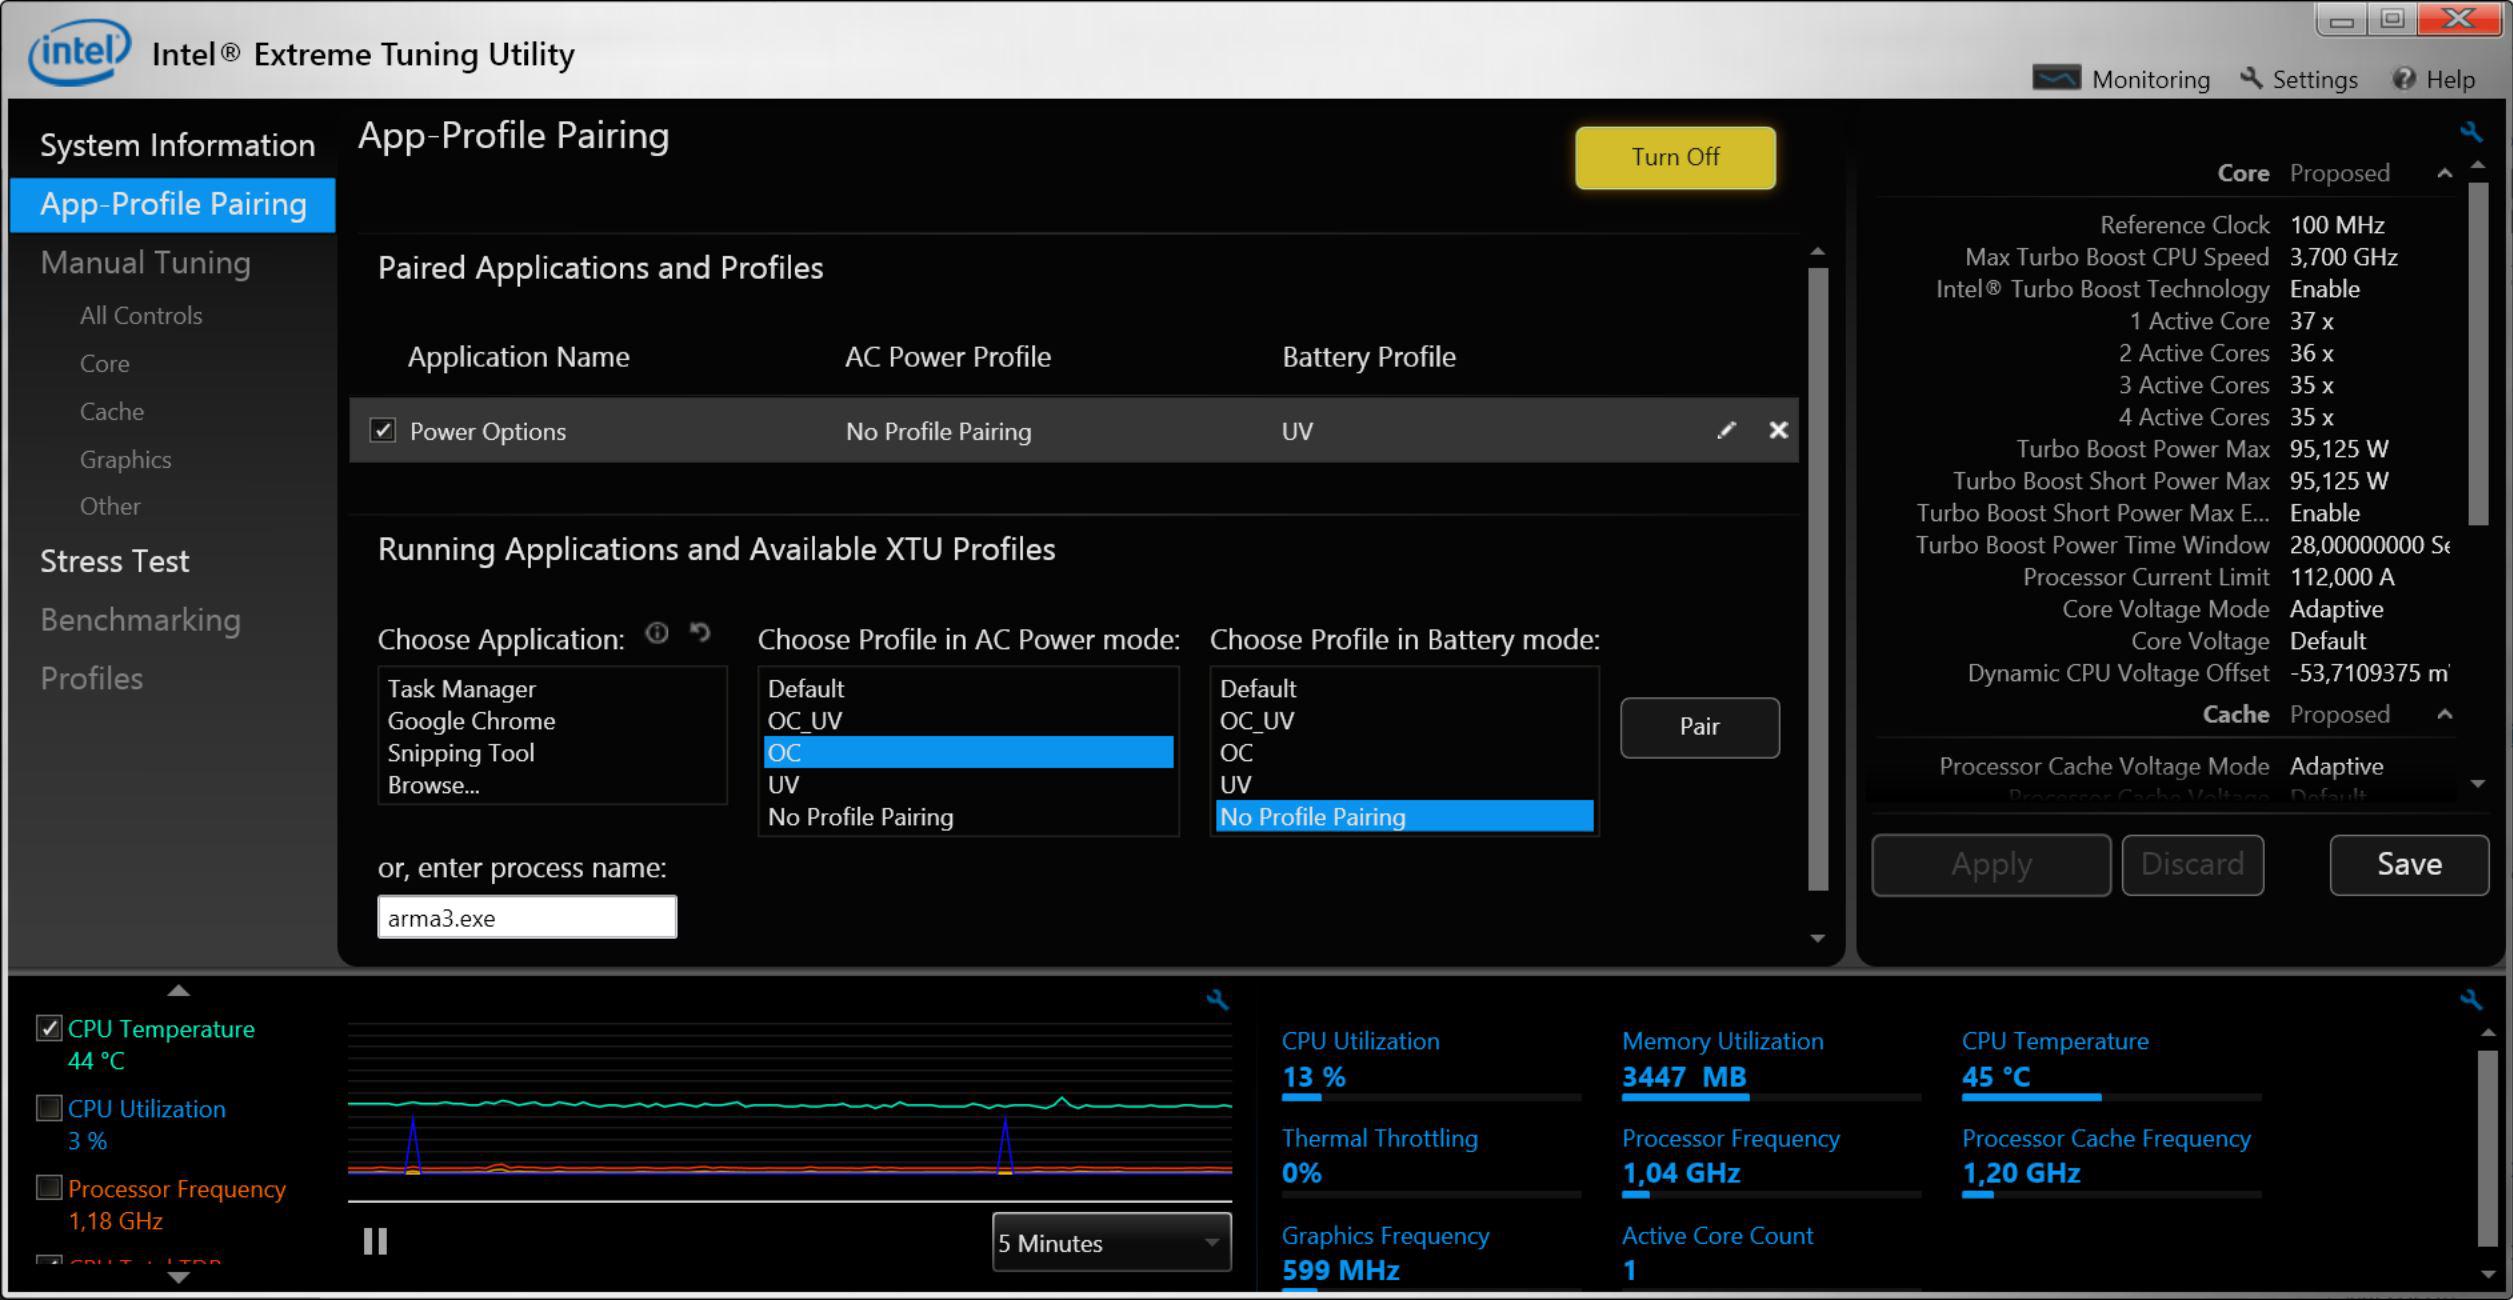 intel
Intel® Extreme Tuning Utility
Monitoring
Settings
Help
System Information
App-Profile Pairing
Manual Tuning
All Controls
Core
Cache
Graphics
Other
Stress Test
Benchmarking
Profiles
App-Profile Pairing
Turn Off
Paired Applications and Profiles
Application Name AC Power Profile Battery Profile
Power Options No Profile Pairing UV
Running Applications and Available XTU Profiles
Choose Application:
Task Manager
Google Chrome
Snipping Tool
Browse...
or, enter process name:
arma3.exe
Choose Profile in AC Power mode:
Default
OC_UV
OC
UV
No Profile Pairing
Choose Profile in Battery mode:
Default
OC_UV
OC
UV
No Profile Pairing
Pair
Core Proposed
Reference Clock 100 MHz
Max Turbo Boost CPU Speed 3,700 GHz
Intel® Turbo Boost Technology Enable
1 Active Core 37 x
2 Active Cores 36 x
3 Active Cores 35 x
4 Active Cores 35 x
Turbo Boost Power Max 95,125 W
Turbo Boost Short Power Max 95,125 W
Turbo Boost Short Power Max E... Enable
Turbo Boost Power Time Window 28,00000000 Se
Processor Current Limit 112,000 A
Core Voltage Mode Adaptive
Core Voltage Default
Dynamic CPU Voltage Offset -53,7109375 m
Cache Proposed
Processor Cache Voltage Mode Adaptive
Processor Cache Voltage Default
Apply
Discard
Save
CPU Temperature
44 °C
CPU Utilization
3 %
Processor Frequency
1,18 GHz
CPU Total TDP
5 Minutes
CPU Utilization
13 %
Memory Utilization
3447 MB
CPU Temperature
45 °C
Thermal Throttling
0%
Processor Frequency
1,04 GHz
Processor Cache Frequency
1,20 GHz
Graphics Frequency
599 MHz
Active Core Count
1